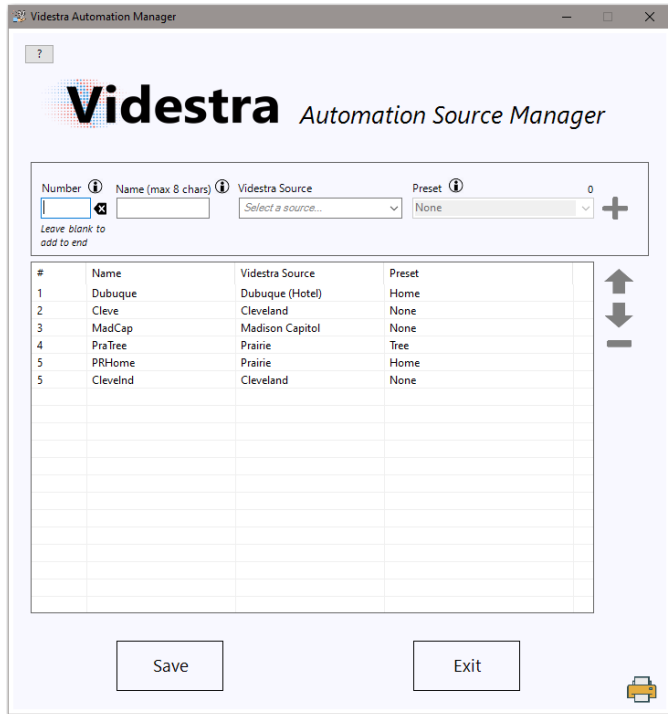 Videstra Automation Manager
?
Videstra Automation Source Manager
Number Name (max 8 chars) Videstra Source Preset 0
Select a source... None
Leave blank to
add to end
# Name Videstra Source Preset
1 Dubuque Dubuque (Hotel) Home
2 Cleve Cleveland None
3 MadCap Madison Capitol None
4 PraTree Prairie Tree
5 PRHome Prairie Home
5 Clevelnd Cleveland None
Save Exit